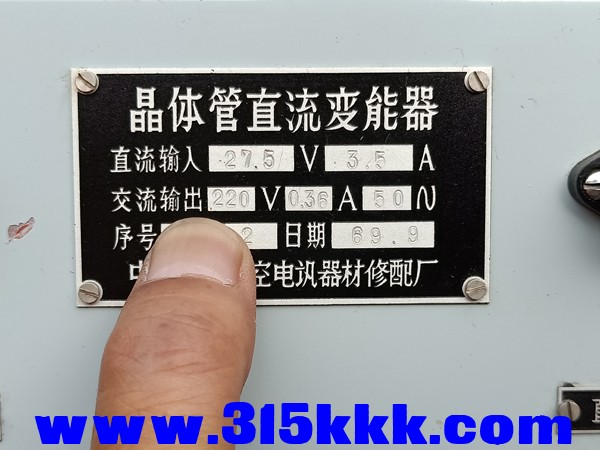 晶体管直流变能器
直流输入 27.5 V 3.5 A
交流输出 220 V 0.36 A 50 ~
序号 2 日期 69.9
中 空电讯器材修配厂
www.315kkk.com